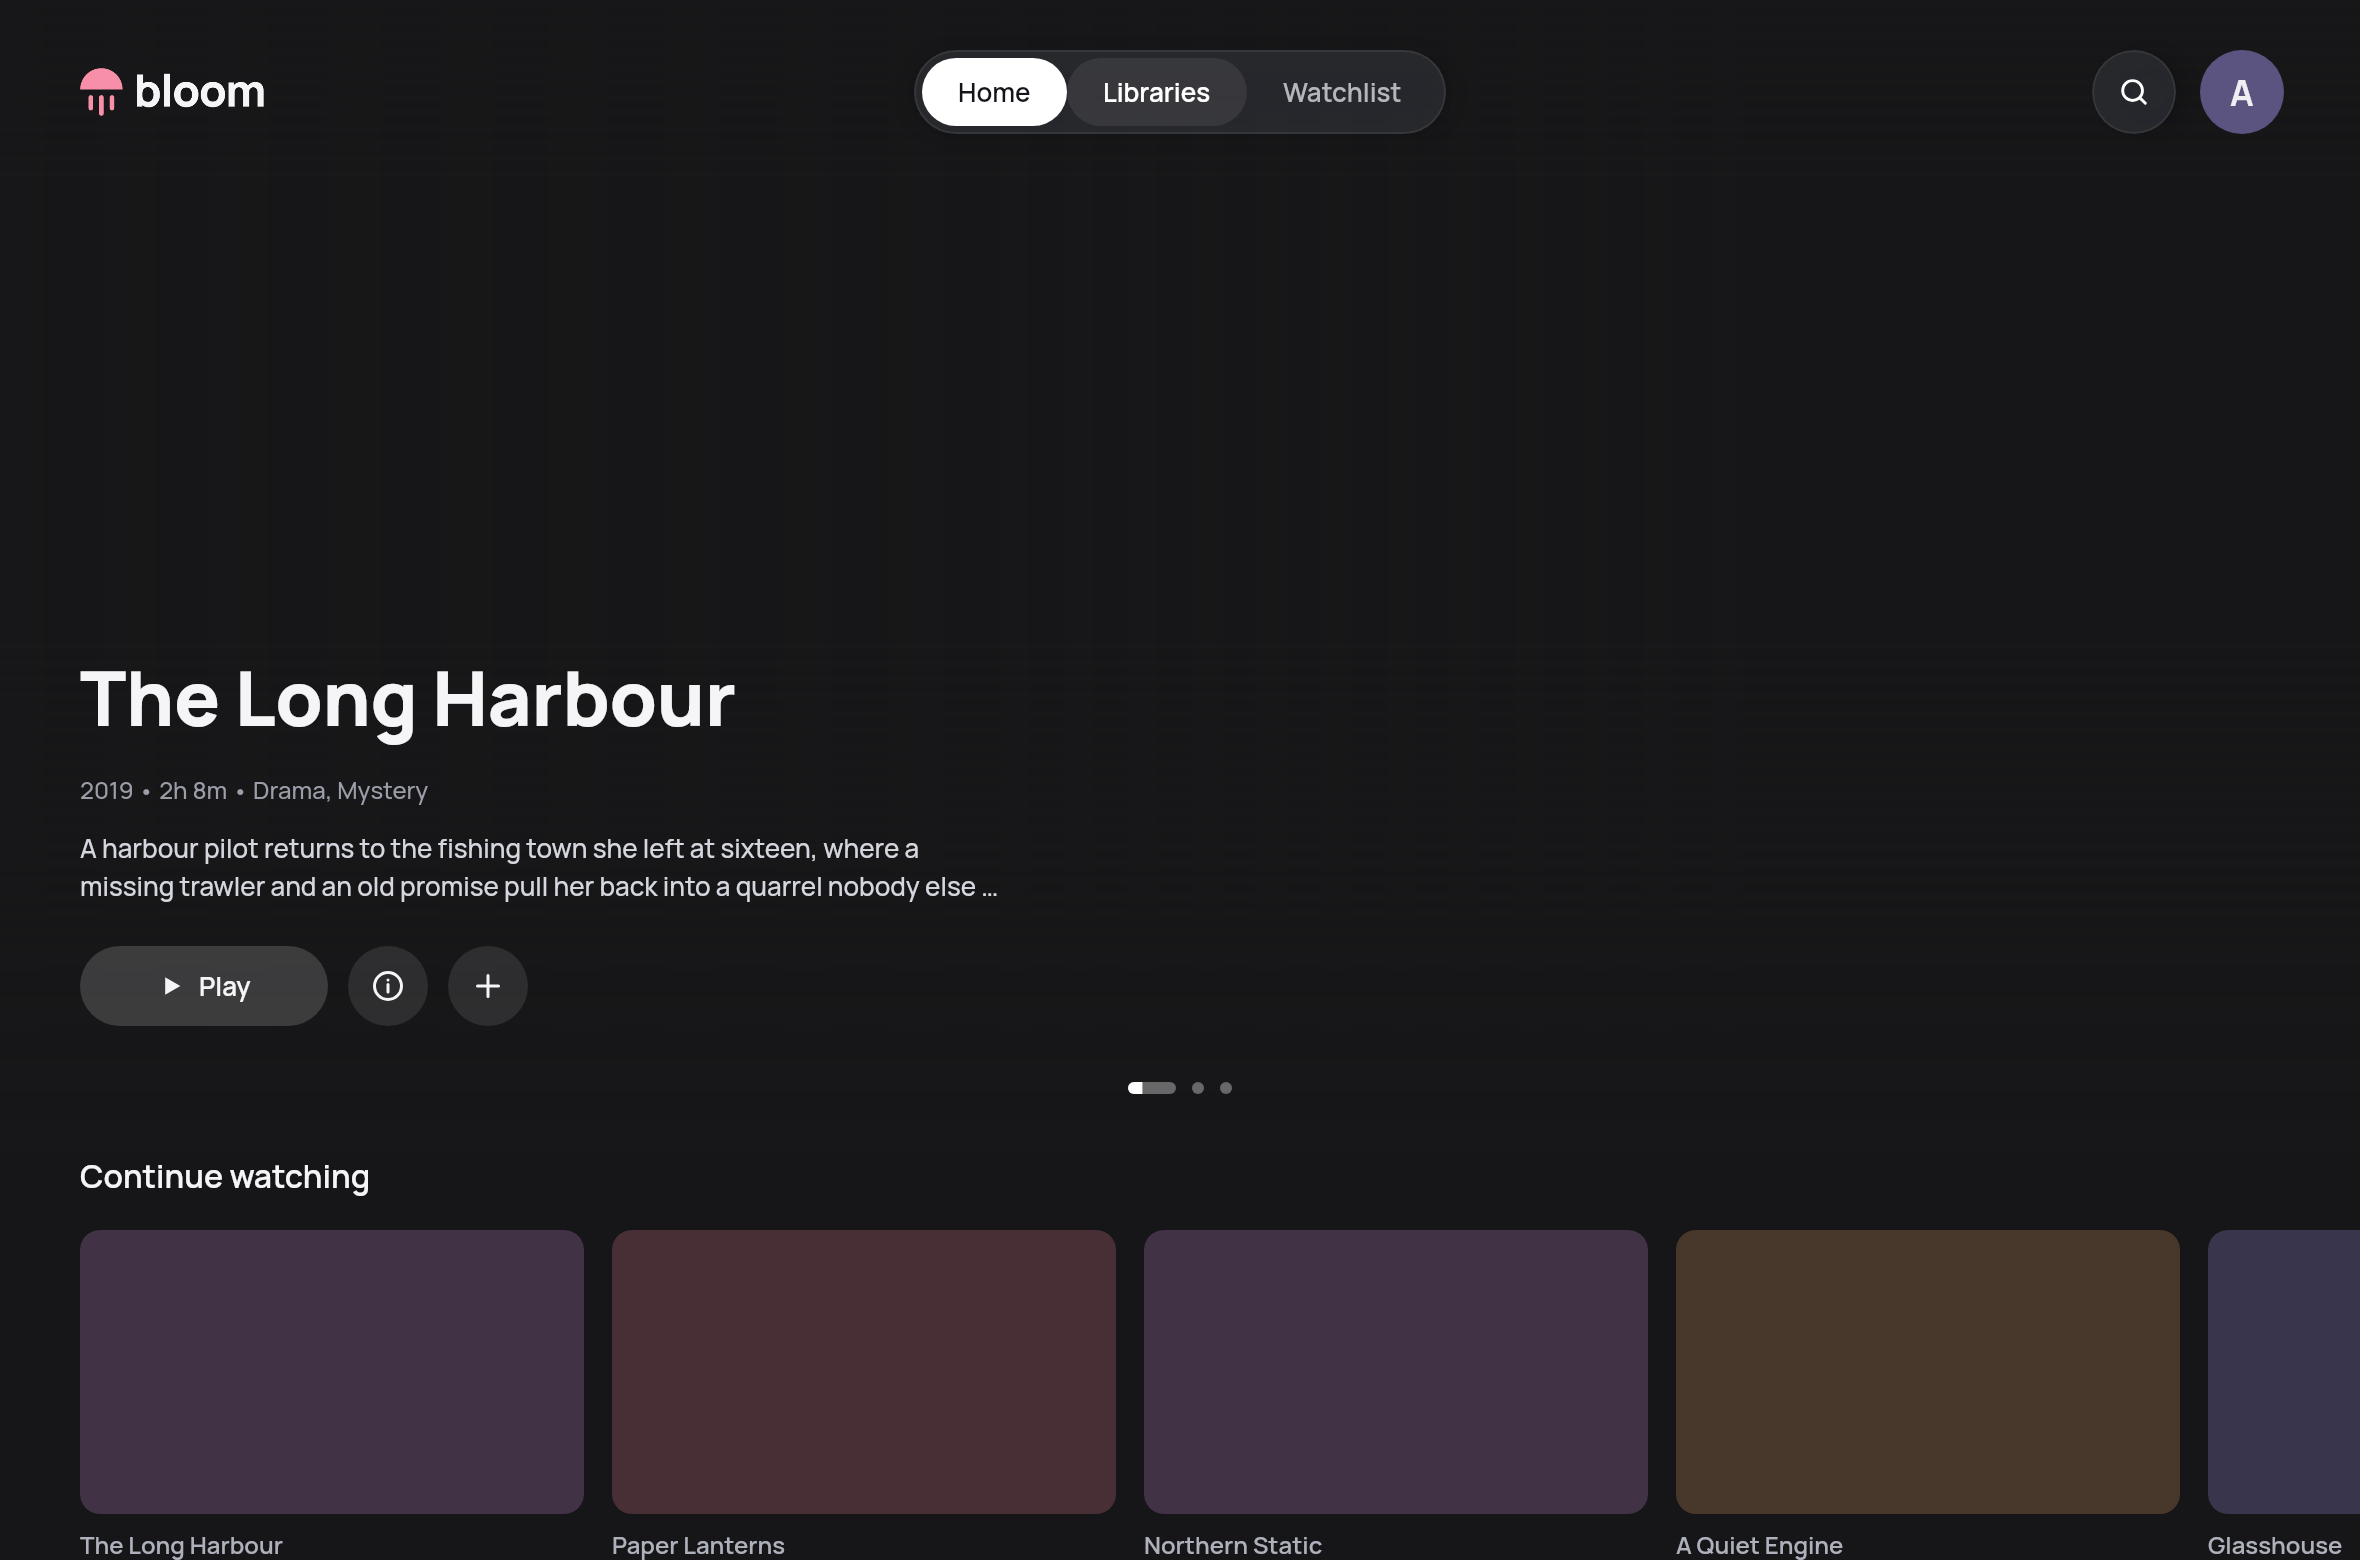 bloom
Home Libraries Watchlist
A
The Long Harbour
2019 • 2h 8m • Drama, Mystery
A harbour pilot returns to the fishing town she left at sixteen, where a
missing trawler and an old promise pull her back into a quarrel nobody else ...
Play
Continue watching
The Long Harbour
Paper Lanterns
Northern Static
A Quiet Engine
Glasshouse